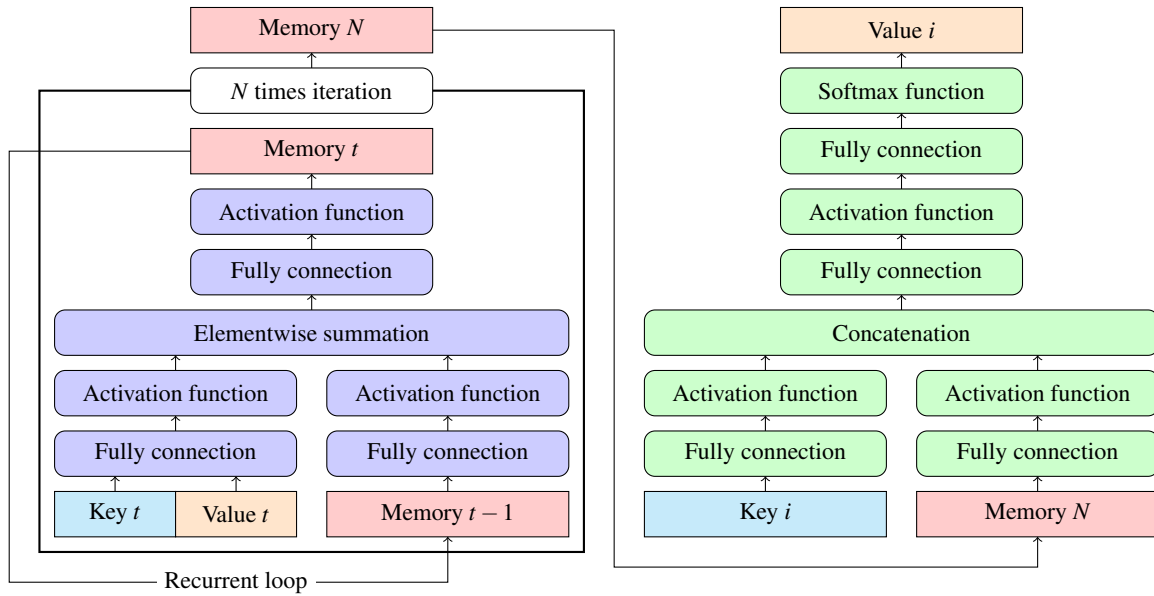 Memory N
N times iteration
Memory t
Activation function
Fully connection
Elementwise summation
Activation function
Activation function
Fully connection
Fully connection
Key t
Value t
Memory t − 1
Recurrent loop
Value i
Softmax function
Fully connection
Activation function
Fully connection
Concatenation
Activation function
Activation function
Fully connection
Fully connection
Key i
Memory N